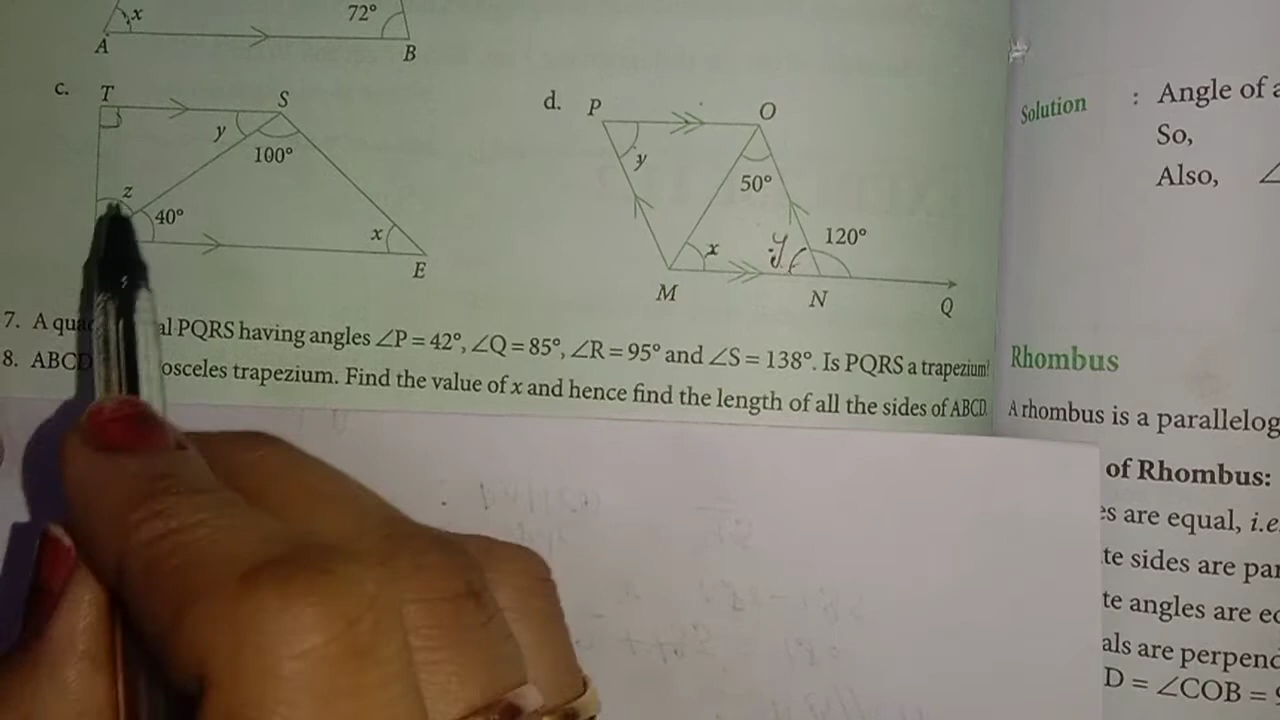 x 72°
A B
c. T S
y
100°
z
40°
x
E
d. P O
y
50°
x y 120°
M N Q
7. A qua al PQRS having angles ∠P = 42°, ∠Q = 85°, ∠R = 95° and ∠S = 138°. Is PQRS a trapezium?
8. ABCD osceles trapezium. Find the value of x and hence find the length of all the sides of ABCD.
Solution : Angle of a
So,
Also, ∠
Rhombus
A rhombus is a parallelog
of Rhombus:
es are equal, i.e
te sides are par
te angles are eq
als are perpend
D = ∠COB = 9